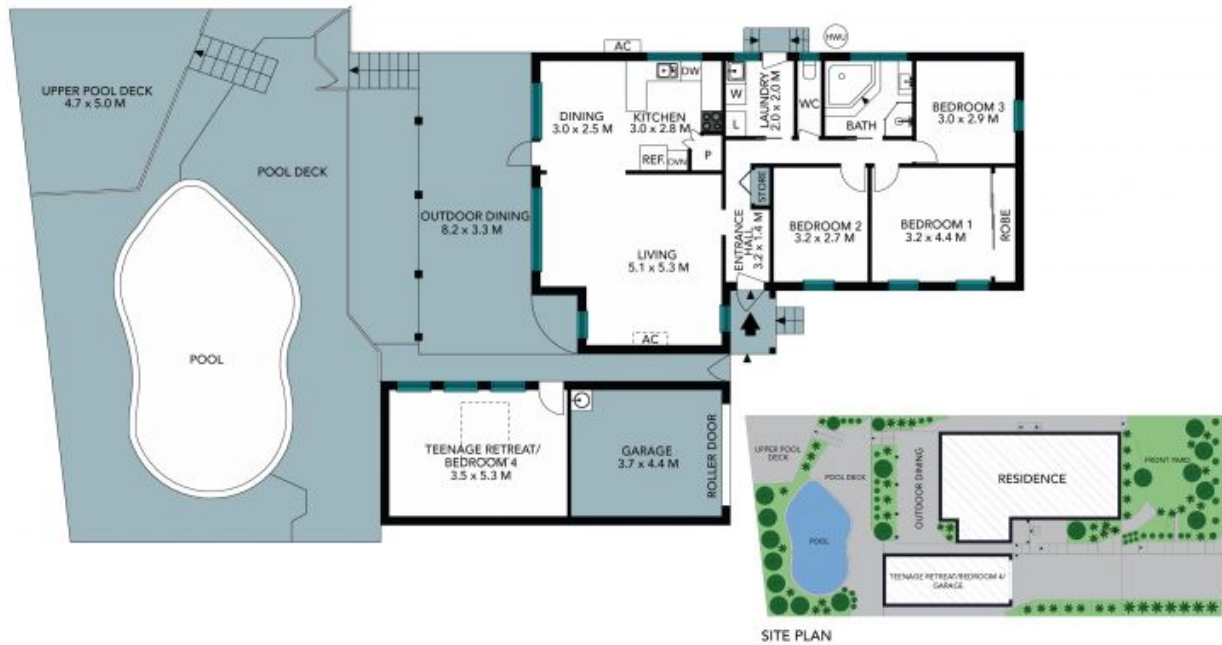 AC
HWU
UPPER POOL DECK
4.7 x 5.0 M
POOL DECK
DINING
3.0 x 2.5 M
KITCHEN
3.0 x 2.8 M
DW
REF.
OVN
P
W
L
LAUNDRY
2.0 x 2.0 M
WC
BATH
BEDROOM 3
3.0 x 2.9 M
OUTDOOR DINING
8.2 x 3.3 M
LIVING
5.1 x 5.3 M
AC
ENTRANCE
HALL
3.2 x 1.4 M
STORE
BEDROOM 2
3.2 x 2.7 M
BEDROOM 1
3.2 x 4.4 M
ROBE
POOL
TEENAGE RETREAT/
BEDROOM 4
3.5 x 5.3 M
GARAGE
3.7 x 4.4 M
ROLLER DOOR
UPPER POOL
DECK
POOL DECK
OUTDOOR DINING
RESIDENCE
FRONT YARD
POOL
TEENAGE RETREAT/BEDROOM 4/
GARAGE
SITE PLAN